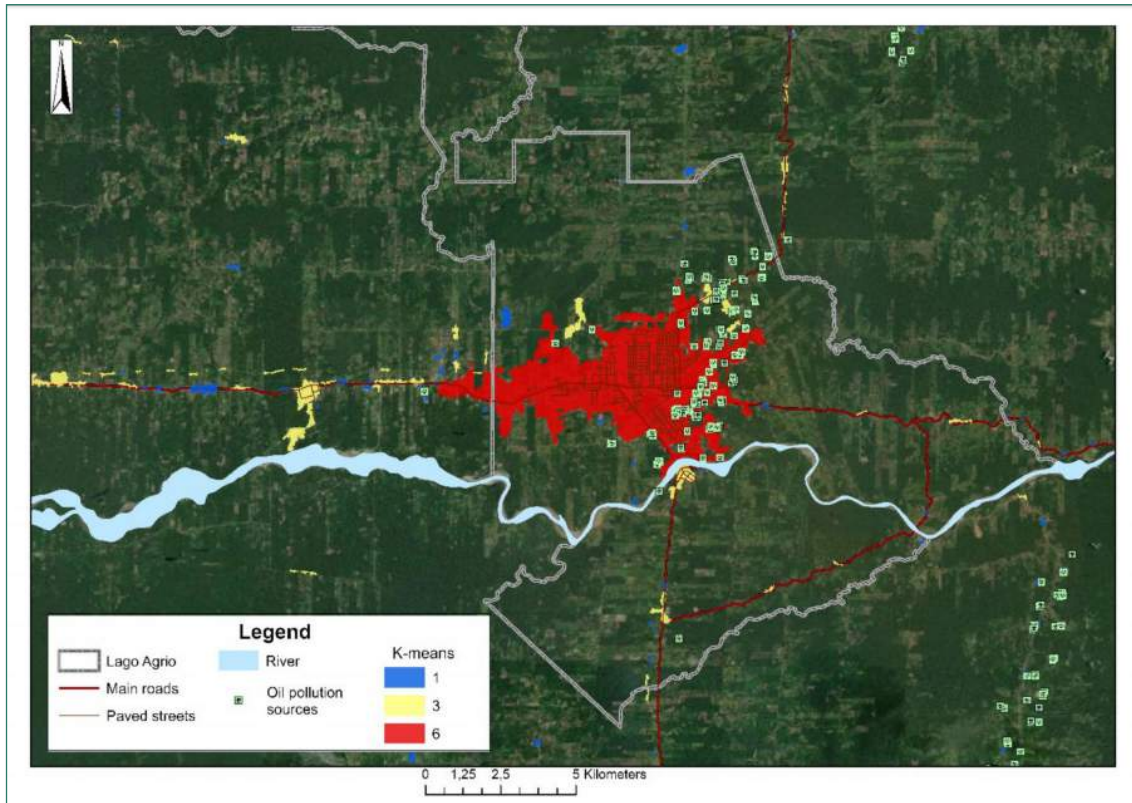 N
Legend
Lago Agrio
River
K-means
Main roads
Oil pollution
sources
1
Paved streets
3
6
0 1,25 2,5 5 Kilometers